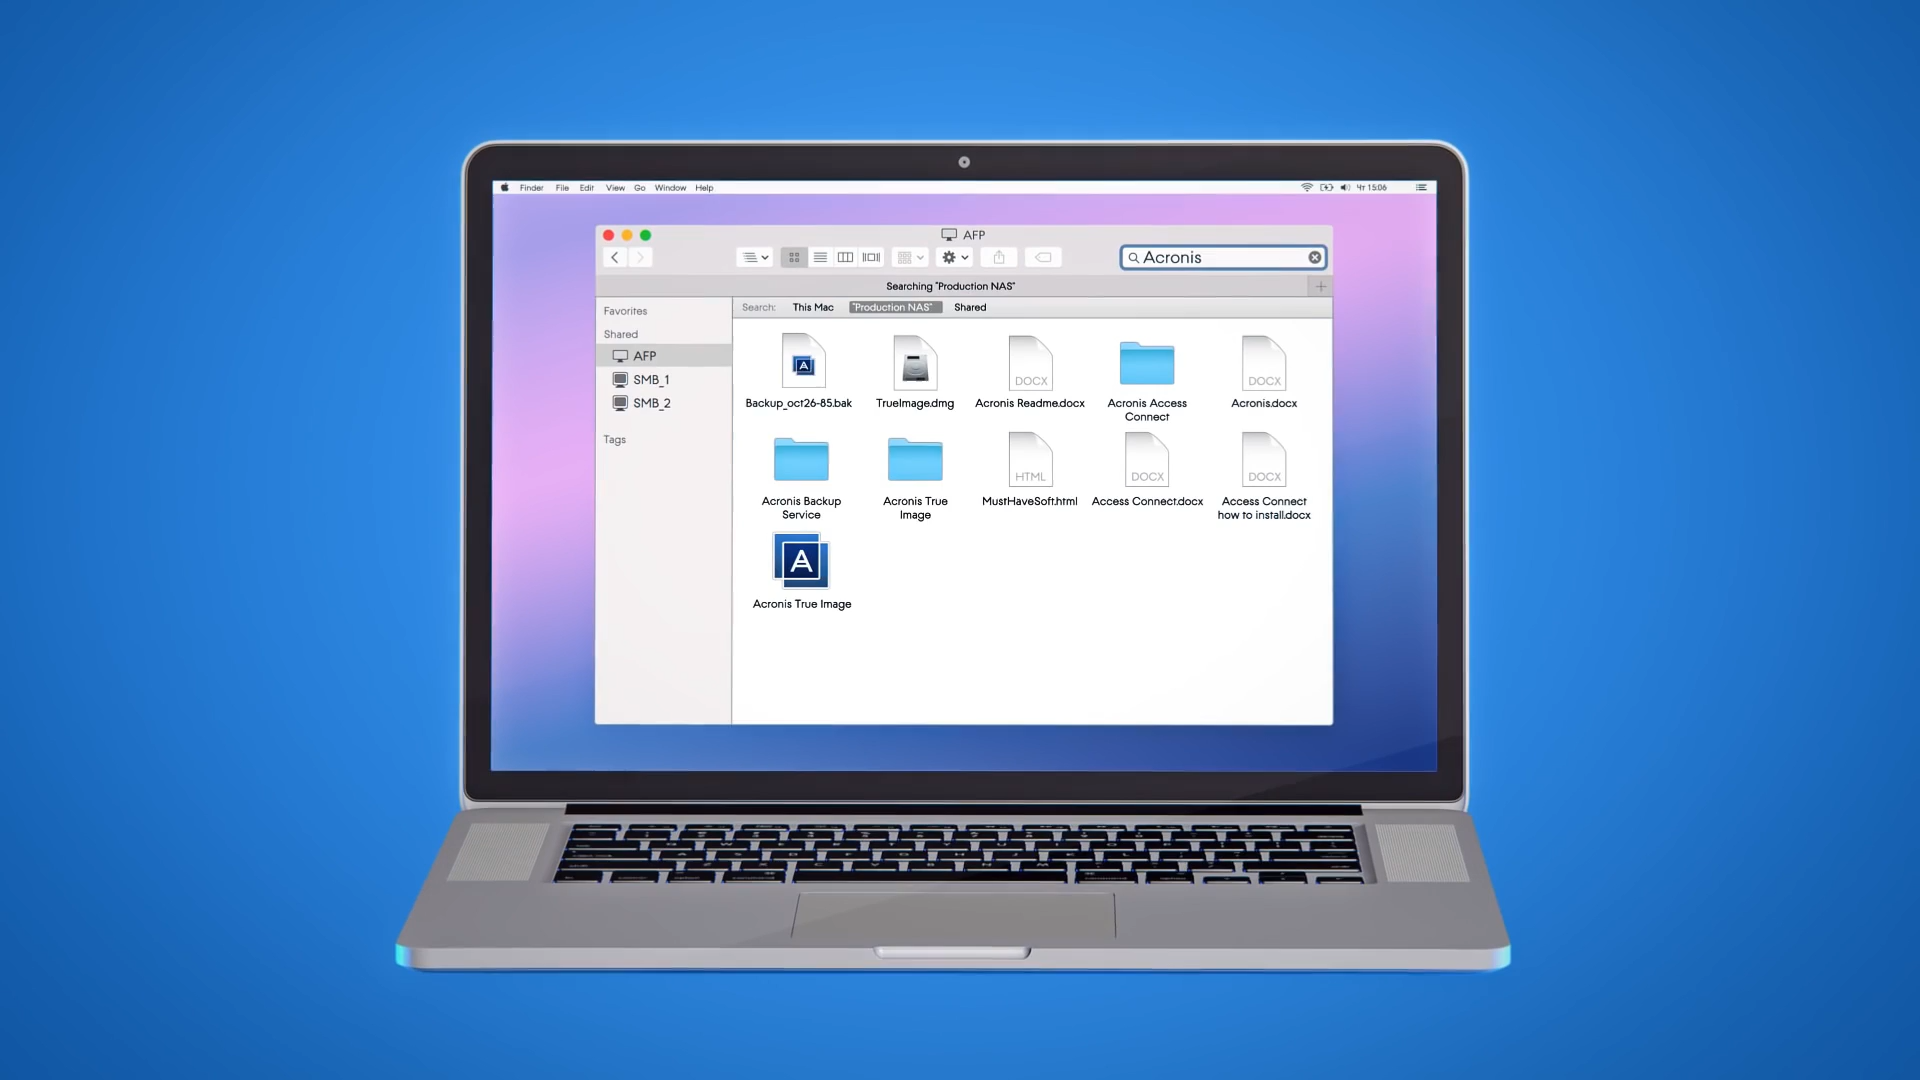 Finder File Edit View Go Window Help
Чт 15:06
AFP
Acronis
Searching "Production NAS"
Favorites
Search: This Mac "Production NAS" Shared
Shared
AFP
SMB_1
SMB_2
Tags
DOCX
DOCX
Backup_oct26-85.bak
TrueImage.dmg
Acronis Readme.docx
Acronis Access
Connect
Acronis.docx
HTML
DOCX
DOCX
Acronis Backup
Service
Acronis True
Image
MustHaveSoft.html
Access Connect.docx
Access Connect
how to install.docx
A
Acronis True Image